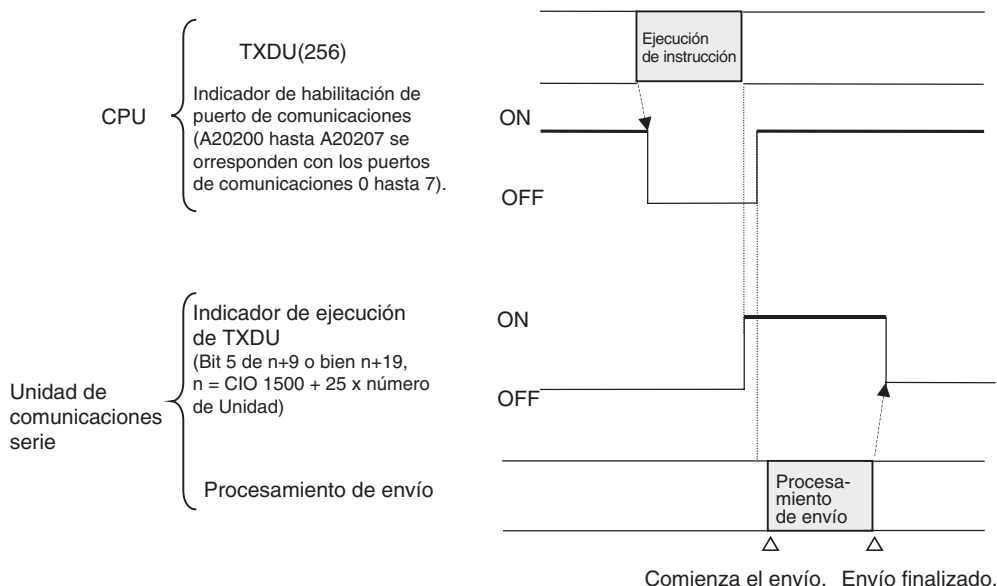 TXDU(256)
Ejecución
de instrucción
CPU
Indicador de habilitación de
puerto de comunicaciones
(A20200 hasta A20207 se
orresponden con los puertos
de comunicaciones 0 hasta 7).
ON
OFF
Unidad de
comunicaciones
serie
Indicador de ejecución
de TXDU
(Bit 5 de n+9 o bien n+19,
n = CIO 1500 + 25 x número
de Unidad)
ON
OFF
Procesamiento de envío
Procesa-
miento
de envío
Comienza el envío. Envío finalizado.